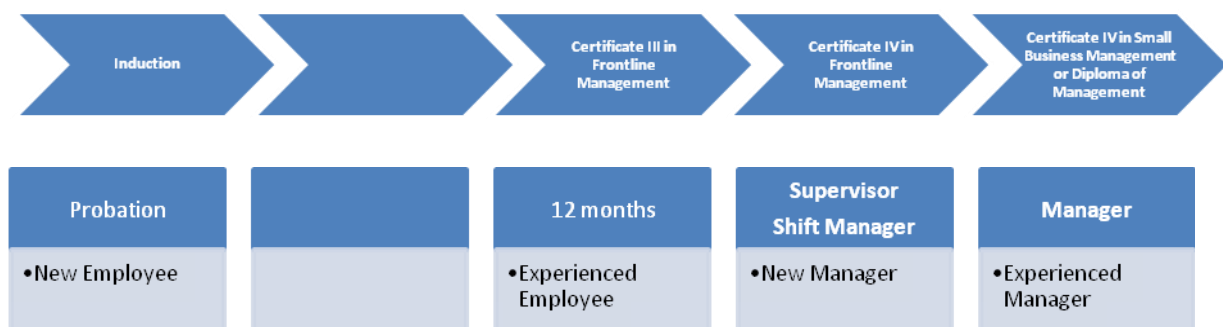 Induction
Certificate III in
Frontline
Management
Certificate IV in
Frontline
Management
Certificate IV in Small
Business Management
or Diploma of
Management
Probation
•New Employee
12 months
•Experienced
Employee
Supervisor
Shift Manager
•New Manager
Manager
•Experienced
Manager